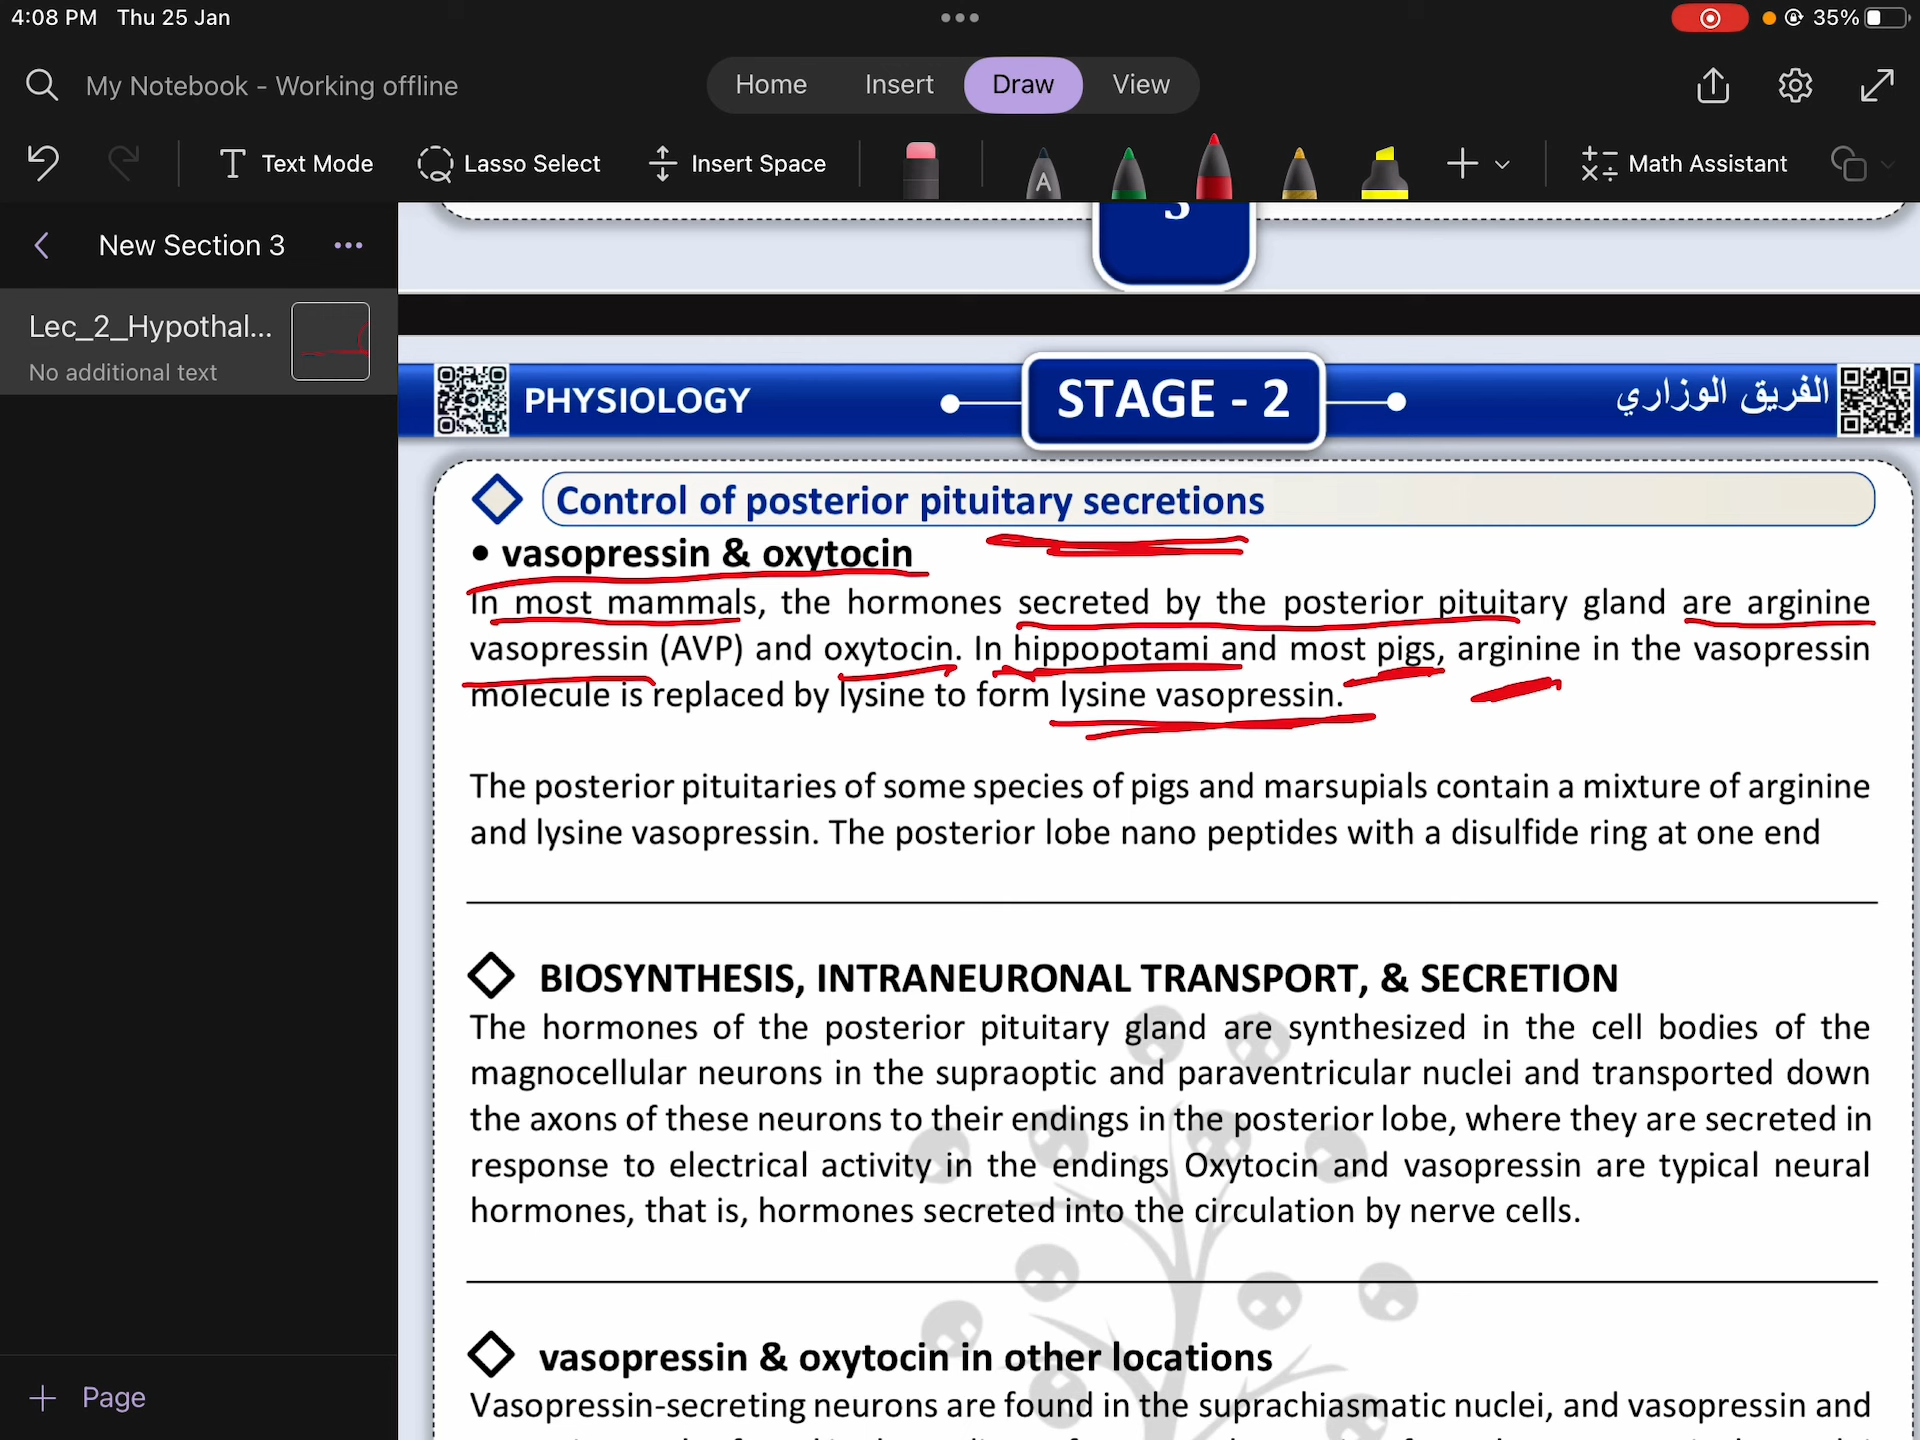 4:08 PM Thu 25 Jan
35%
My Notebook - Working offline
Home Insert Draw View
Text Mode Lasso Select Insert Space A Math Assistant
New Section 3
Lec_2_Hypothal...
No additional text
PHYSIOLOGY STAGE - 2 الفريق الوزاري
Control of posterior pituitary secretions
• vasopressin & oxytocin
In most mammals, the hormones secreted by the posterior pituitary gland are arginine
vasopressin (AVP) and oxytocin. In hippopotami and most pigs, arginine in the vasopressin
molecule is replaced by lysine to form lysine vasopressin.
The posterior pituitaries of some species of pigs and marsupials contain a mixture of arginine
and lysine vasopressin. The posterior lobe nano peptides with a disulfide ring at one end
BIOSYNTHESIS, INTRANEURONAL TRANSPORT, & SECRETION
The hormones of the posterior pituitary gland are synthesized in the cell bodies of the
magnocellular neurons in the supraoptic and paraventricular nuclei and transported down
the axons of these neurons to their endings in the posterior lobe, where they are secreted in
response to electrical activity in the endings Oxytocin and vasopressin are typical neural
hormones, that is, hormones secreted into the circulation by nerve cells.
vasopressin & oxytocin in other locations
Vasopressin-secreting neurons are found in the suprachiasmatic nuclei, and vasopressin and
Page